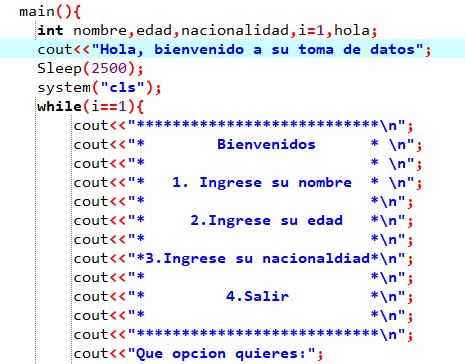 main(){
int nombre,edad,nacionalidad,i=1,hola;
cout<<"Hola, bienvenido a su toma de datos";
Sleep(2500);
system("cls");
while(i==1){
cout<<"***************************\n";
cout<<"*        Bienvenidos      * \n";
cout<<"*                         * \n";
cout<<"*   1. Ingrese su nombre  * \n";
cout<<"*                         *\n";
cout<<"*     2.Ingrese su edad   *\n";
cout<<"*                         *\n";
cout<<"*3.Ingrese su nacionaldiad*\n";
cout<<"*                         *\n";
cout<<"*         4.Salir         *\n";
cout<<"*                         *\n";
cout<<"***************************\n";
cout<<"Que opcion quieres:";